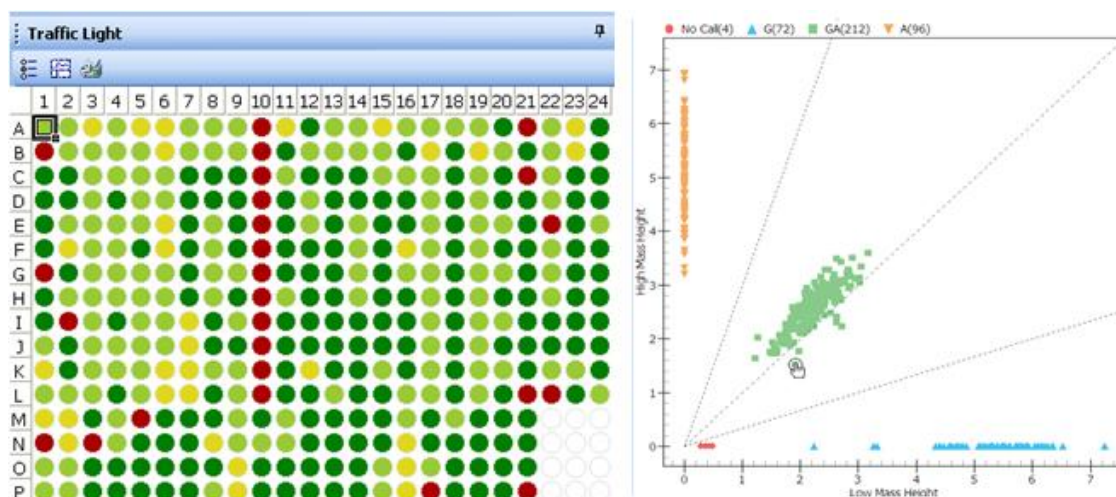 Traffic Light
1 2 3 4 5 6 7 8 9 10 11 12 13 14 15 16 17 18 19 20 21 22 23 24
A
B
C
D
E
F
G
H
I
J
K
L
M
N
O
P
No Call(4) G(72) GA(212) A(96)
High Mass Height
7
6
5
4
3
2
1
0
0 1 2 3 4 5 6 7
Low Mass Height